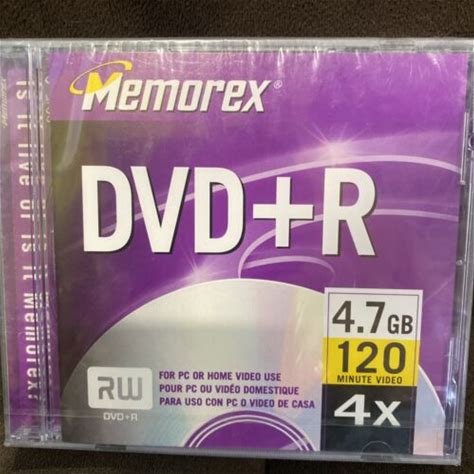 is it live or is it Memorex?
Memorex®
DVD+R
4.7GB
120
MINUTE VIDEO
4x
RW
DVD+R
FOR PC OR HOME VIDEO USE
POUR PC OU VIDÉO DOMESTIQUE
PARA USO CON PC O VIDEO DE CASA